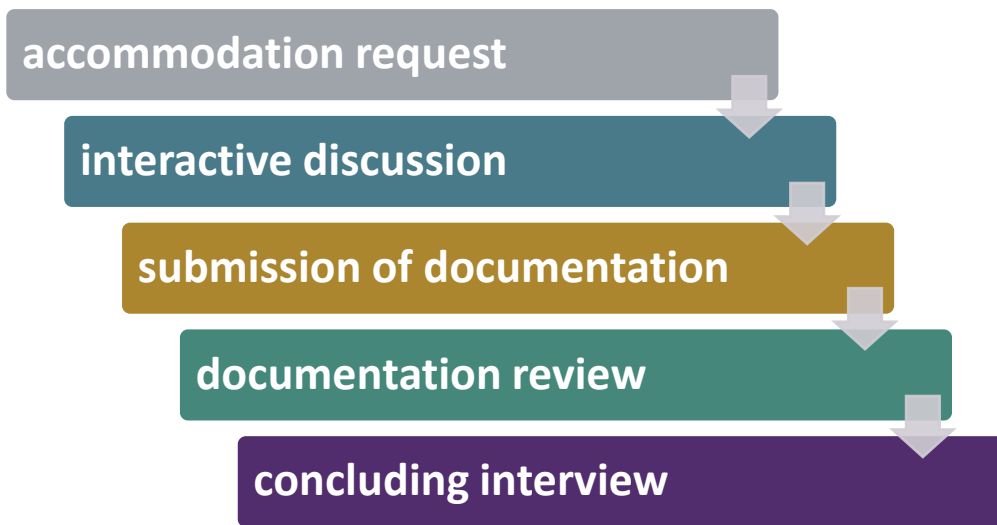 accommodation request
interactive discussion
submission of documentation
documentation review
concluding interview